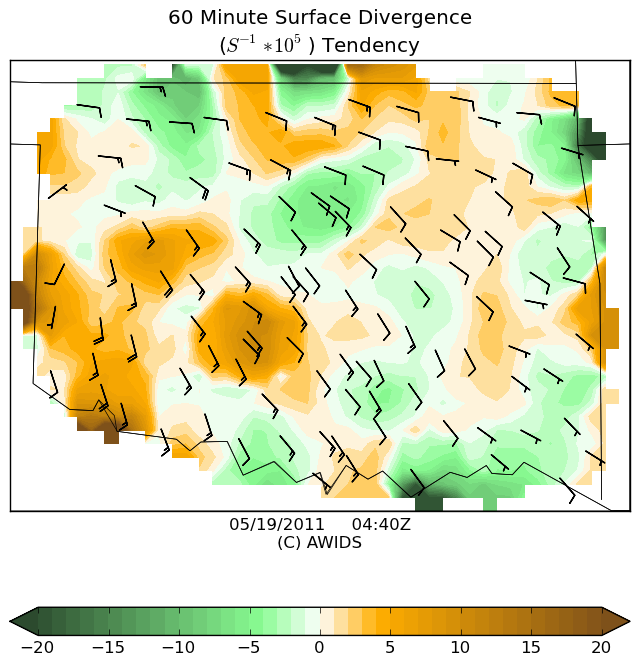 60 Minute Surface Divergence
(S⁻¹ *10⁵ ) Tendency
05/19/2011 04:40Z
(C) AWIDS
−20 −15 −10 −5 0 5 10 15 20